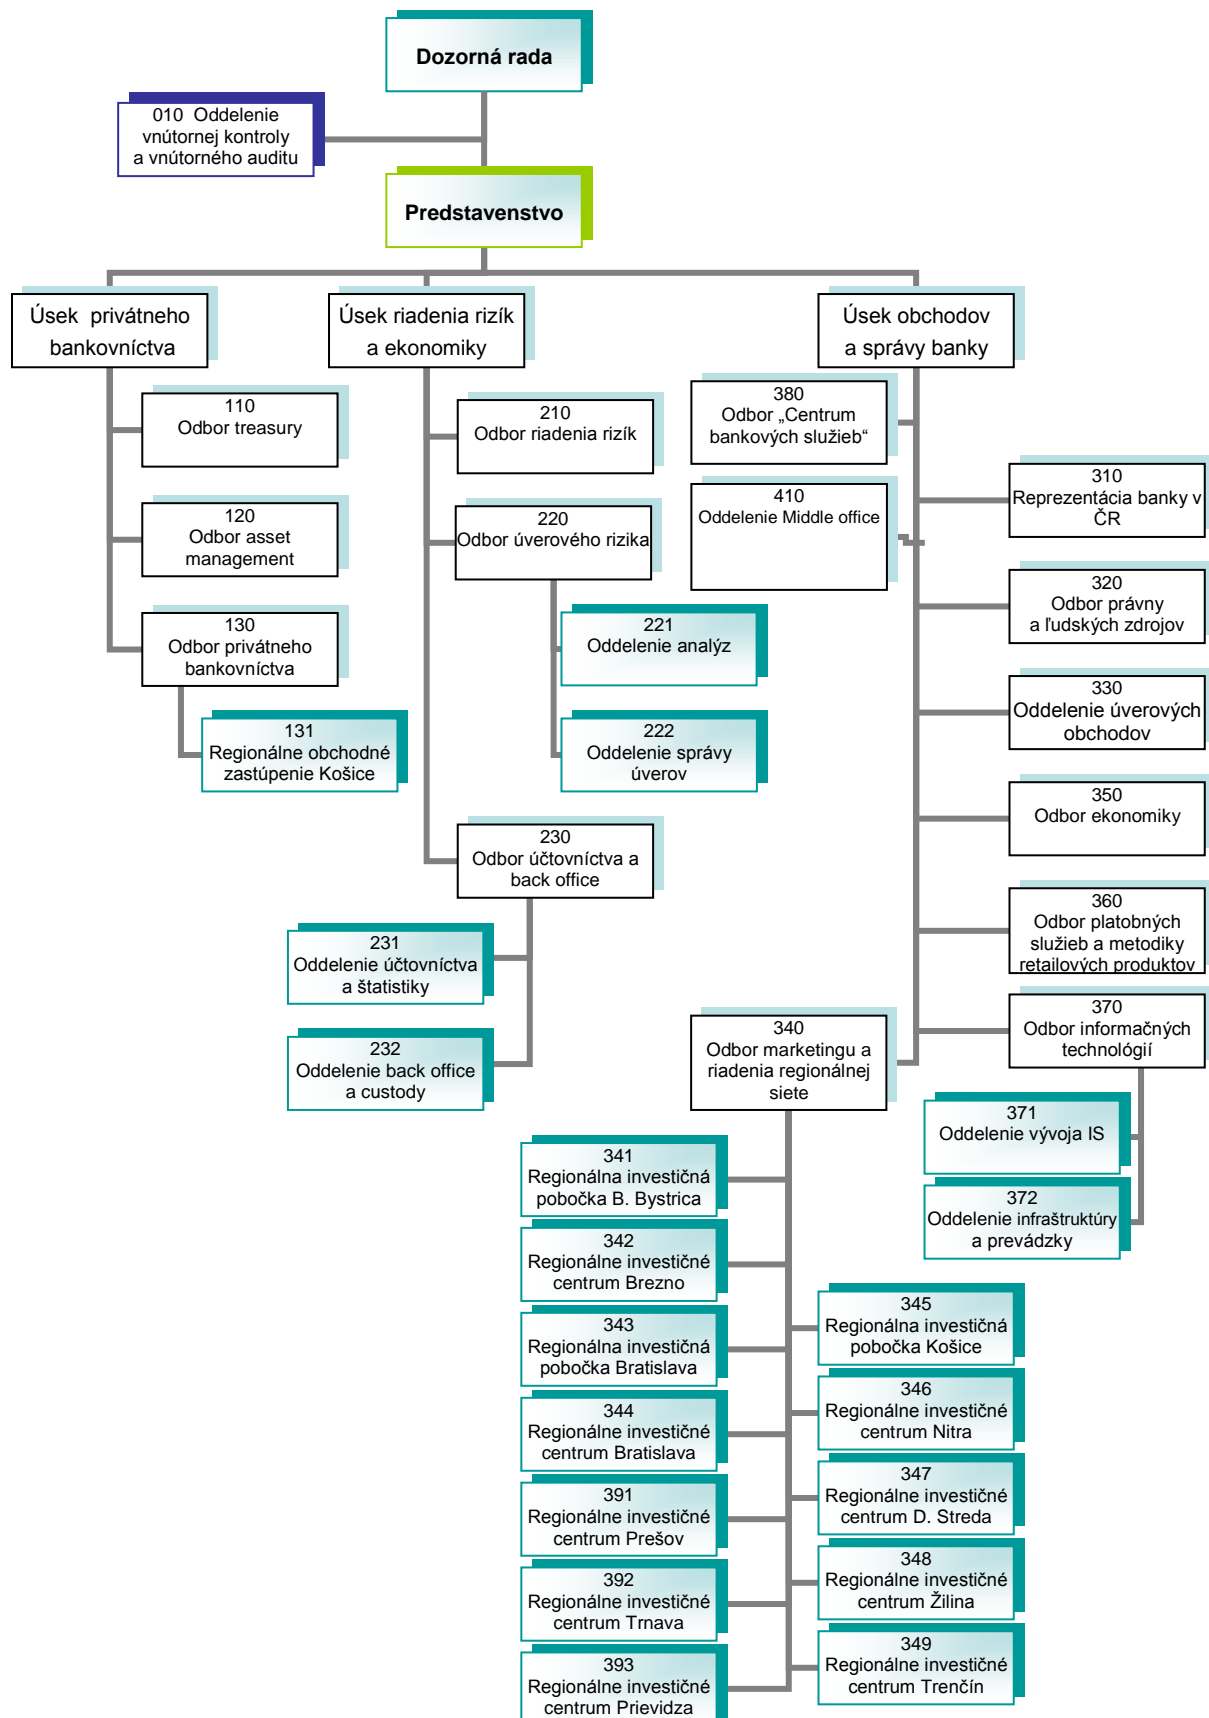 Dozorná rada
010  Oddelenie
vnútornej kontroly
a vnútorného auditu
Predstavenstvo
Úsek  privátneho
bankovníctva
Úsek riadenia rizík
a ekonomiky
Úsek obchodov
a správy banky
110
Odbor treasury
120
Odbor asset
management
130
Odbor privátneho
bankovníctva
131
Regionálne obchodné
zastúpenie Košice
210
Odbor riadenia rizík
220
Odbor úverového rizika
221
Oddelenie analýz
222
Oddelenie správy
úverov
230
Odbor účtovníctva a
back office
231
Oddelenie účtovníctva
a štatistiky
232
Oddelenie back office
a custody
380
Odbor „Centrum
bankových služieb“
410
Oddelenie Middle office
310
Reprezentácia banky v
ČR
320
Odbor právny
a ľudských zdrojov
330
Oddelenie úverových
obchodov
350
Odbor ekonomiky
360
Odbor platobných
služieb a metodiky
retailových produktov
370
Odbor informačných
technológií
371
Oddelenie vývoja IS
372
Oddelenie infraštruktúry
a prevádzky
340
Odbor marketingu a
riadenia regionálnej
siete
341
Regionálna investičná
pobočka B. Bystrica
342
Regionálne investičné
centrum Brezno
343
Regionálna investičná
pobočka Bratislava
344
Regionálne investičné
centrum Bratislava
391
Regionálne investičné
centrum Prešov
392
Regionálne investičné
centrum Trnava
393
Regionálne investičné
centrum Prievidza
345
Regionálna investičná
pobočka Košice
346
Regionálne investičné
centrum Nitra
347
Regionálne investičné
centrum D. Streda
348
Regionálne investičné
centrum Žilina
349
Regionálne investičné
centrum Trenčín